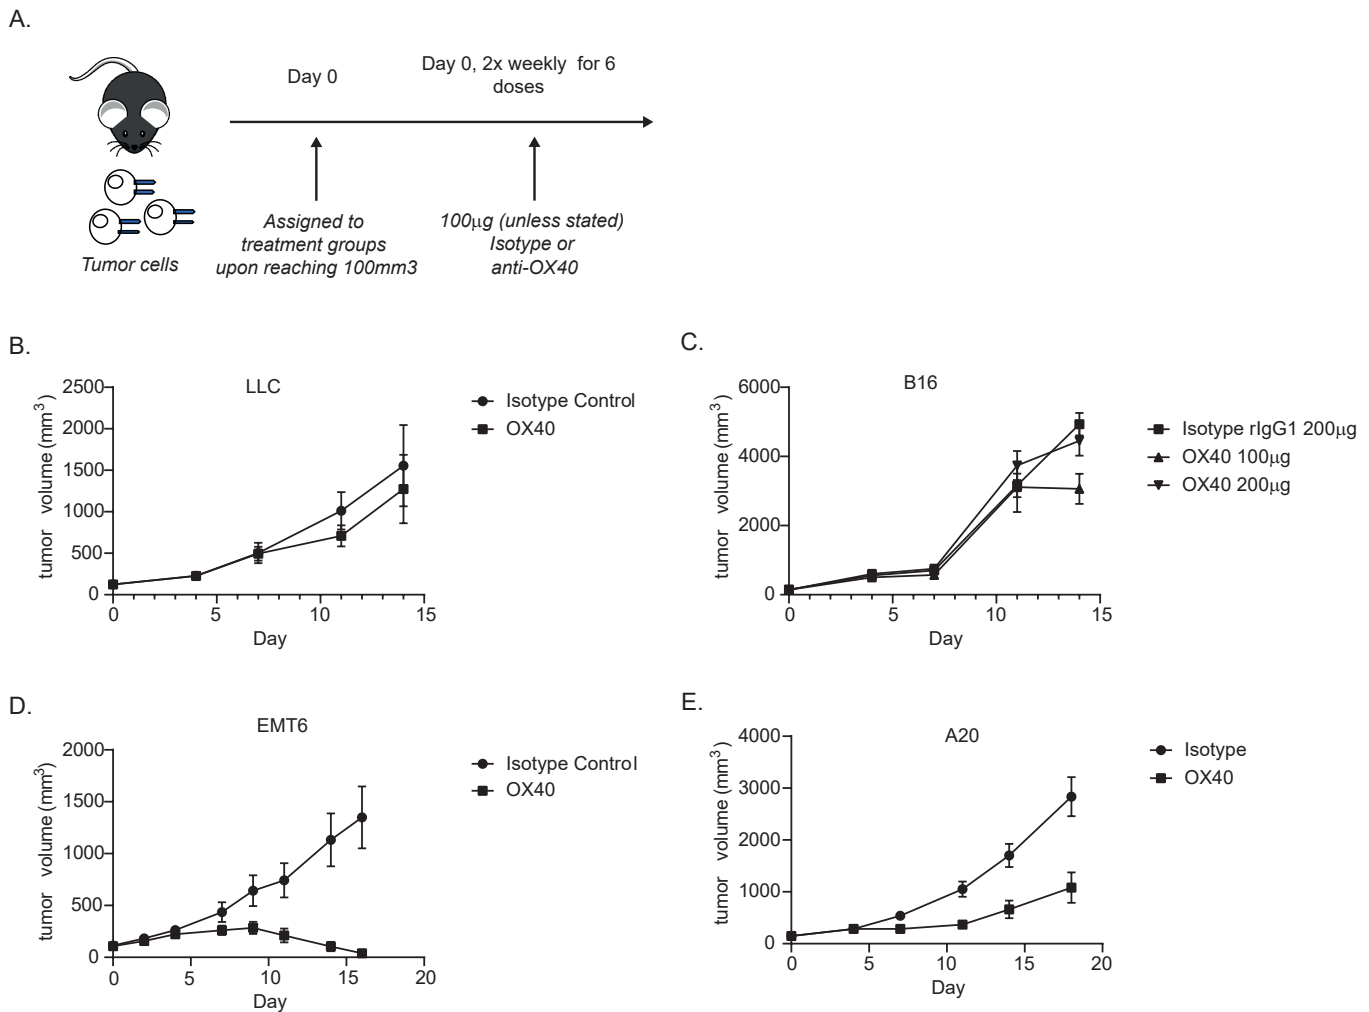 A.
Day 0
Day 0, 2x weekly for 6
doses
Assigned to
treatment groups
upon reaching 100mm3
100μg (unless stated)
Isotype or
anti-OX40
Tumor cells
B.
LLC
2500
2000
1500
1000
500
0
tumor volume (mm3)
0 5 10 15
Day
Isotype Control
OX40
C.
B16
6000
4000
2000
0
tumor volume (mm3)
0 5 10 15
Day
Isotype rIgG1 200μg
OX40 100μg
OX40 200μg
D.
EMT6
2000
1500
1000
500
0
tumor volume (mm3)
0 5 10 15 20
Day
Isotype Control
OX40
E.
A20
4000
3000
2000
1000
0
tumor volume (mm3)
0 5 10 15 20
Day
Isotype
OX40